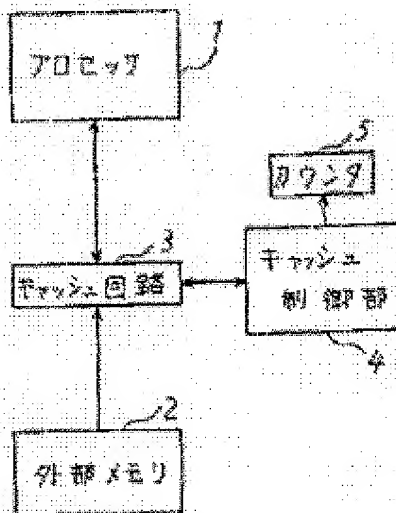 プロセッサ
1
5
カウンタ
3
キャッシュ回路
キャッシュ
制御部
4
2
外部メモリ